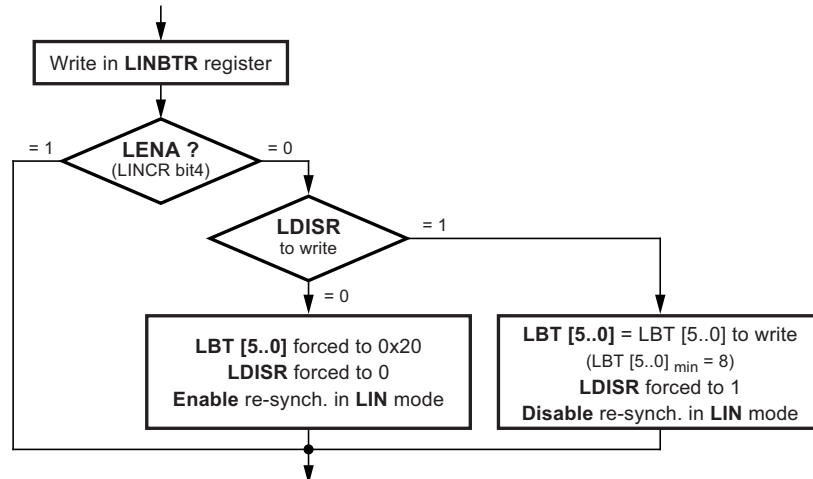 Write in LINBTR register
= 1
LENA ?
= 0
(LINCR bit4)
LDISR
to write
= 1
= 0
LBT [5..0] forced to 0x20
LDISR forced to 0
Enable re-synch. in LIN mode
LBT [5..0] = LBT [5..0] to write
(LBT [5..0] min = 8)
LDISR forced to 1
Disable re-synch. in LIN mode